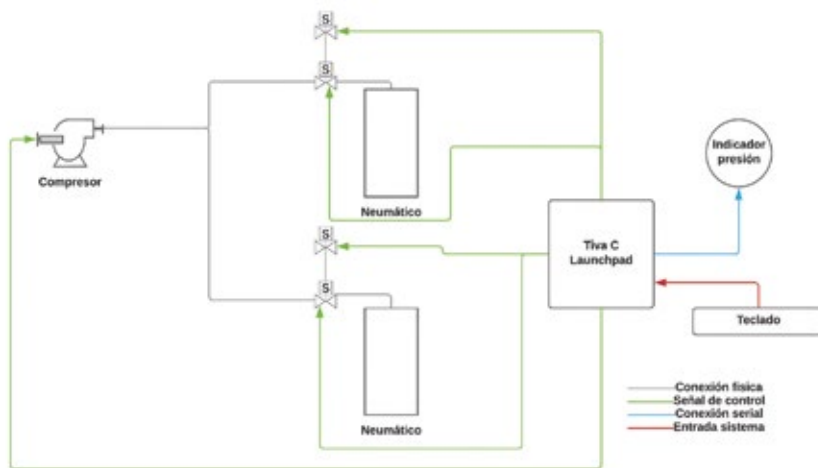 S
S
Compresor
Neumático
Indicador
presión
S
Tiva C
Launchpad
S
Teclado
Neumático
Conexión física
Señal de control
Conexión serial
Entrada sistema